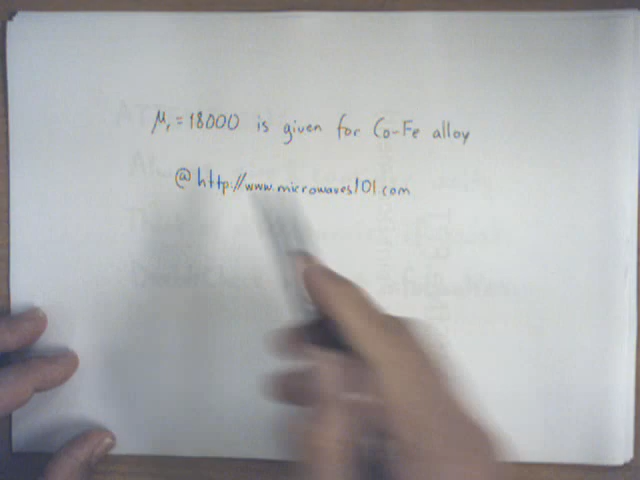 μr = 18000 is given for Co-Fe alloy
@ http://www.microwaves101.com